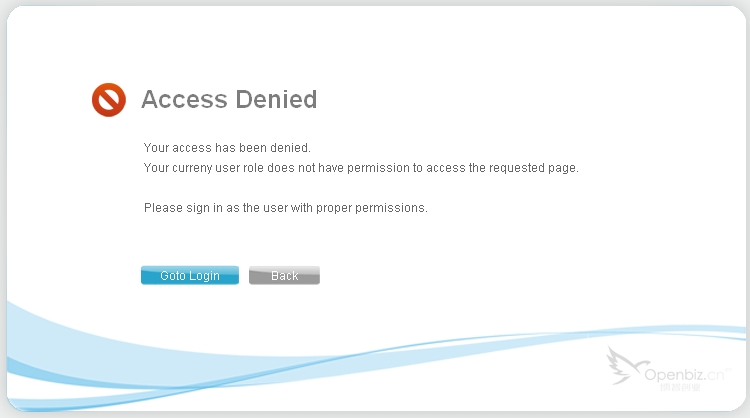 Access Denied
Your access has been denied.
Your curreny user role does not have permission to access the requested page.
Please sign in as the user with proper permissions.
Goto Login
Back
Openbiz.cn